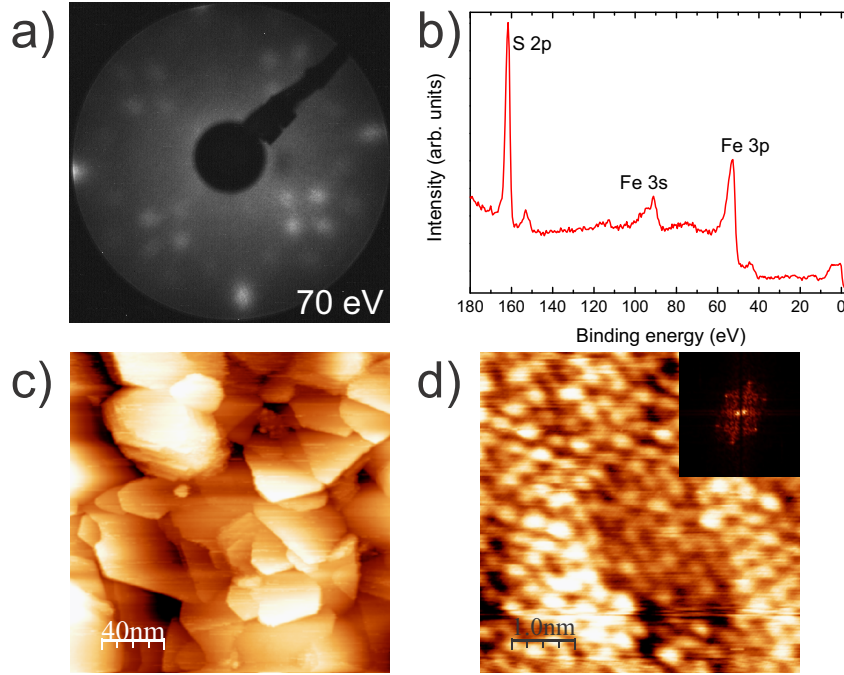 a)
70 eV
b)
S 2p
Fe 3s
Fe 3p
Intensity (arb. units)
180 160 140 120 100 80 60 40 20 0
Binding energy (eV)
c)
40nm
d)
1.0nm